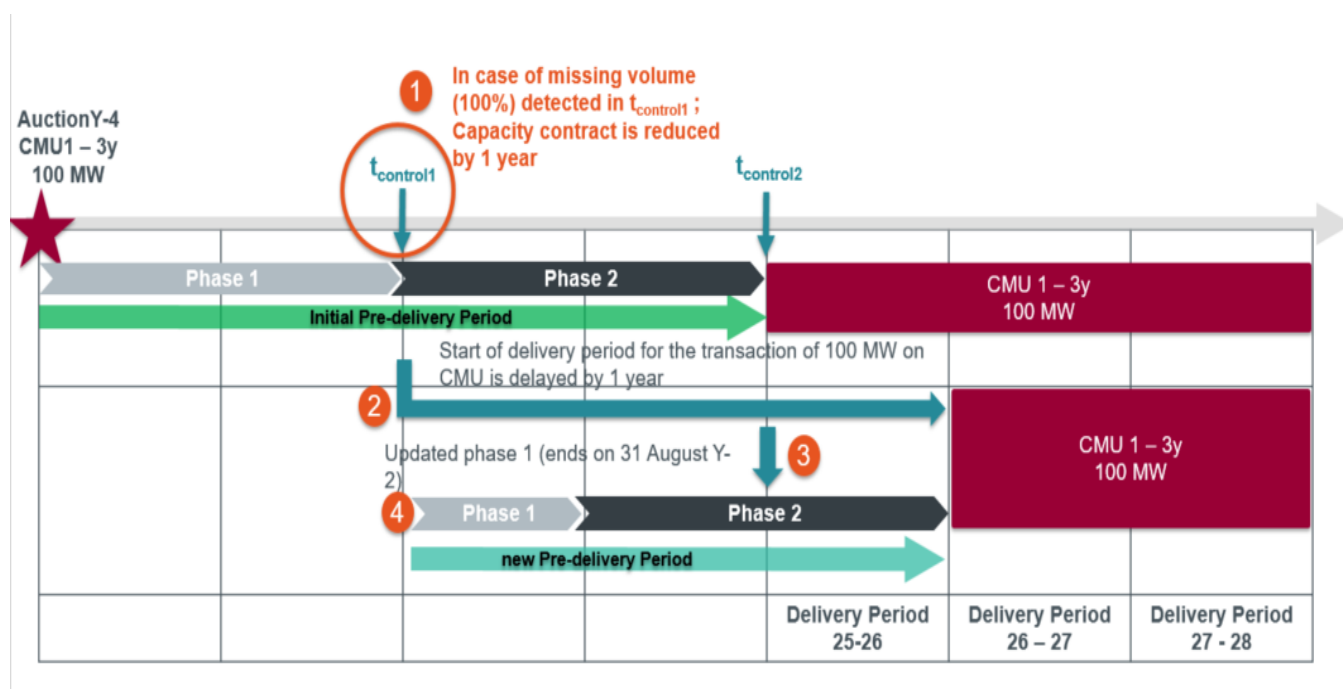 1
In case of missing volume
(100%) detected in tcontrol1 ;
Capacity contract is reduced
by 1 year
AuctionY-4
CMU1 – 3y
100 MW
tcontrol1
tcontrol2
Phase 1
Phase 2
CMU 1 – 3y
100 MW
Initial Pre-delivery Period
Start of delivery period for the transaction of 100 MW on
CMU is delayed by 1 year
2
CMU 1 – 3y
100 MW
3
Updated phase 1 (ends on 31 August Y-
2)
4
Phase 1
Phase 2
new Pre-delivery Period
Delivery Period
25-26
Delivery Period
26 – 27
Delivery Period
27 - 28